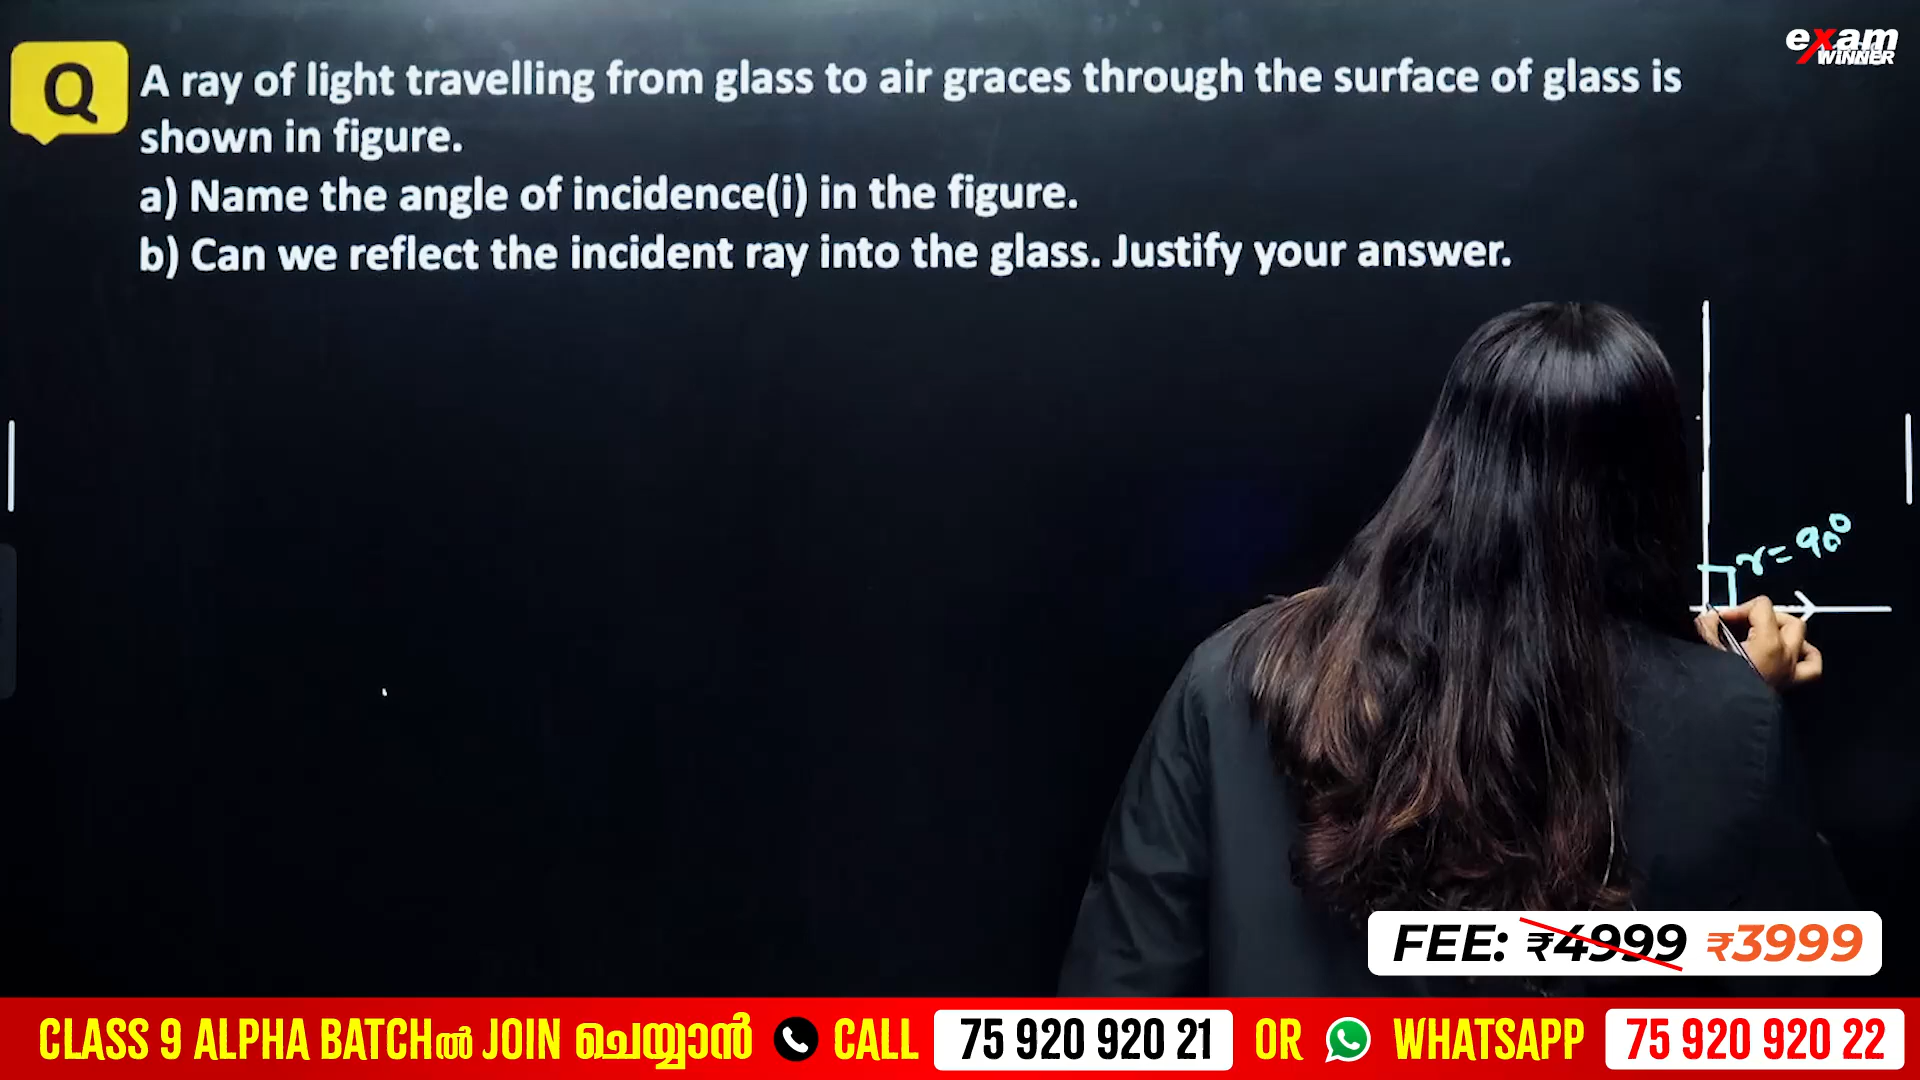 exam
WINNER
Q
A ray of light travelling from glass to air graces through the surface of glass is
shown in figure.
a) Name the angle of incidence(i) in the figure.
b) Can we reflect the incident ray into the glass. Justify your answer.
r = 90°
FEE: ₹4999 ₹3999
CLASS 9 ALPHA BATCHൽ JOIN ചെയ്യാൻ CALL 75 920 920 21 OR WHATSAPP 75 920 920 22